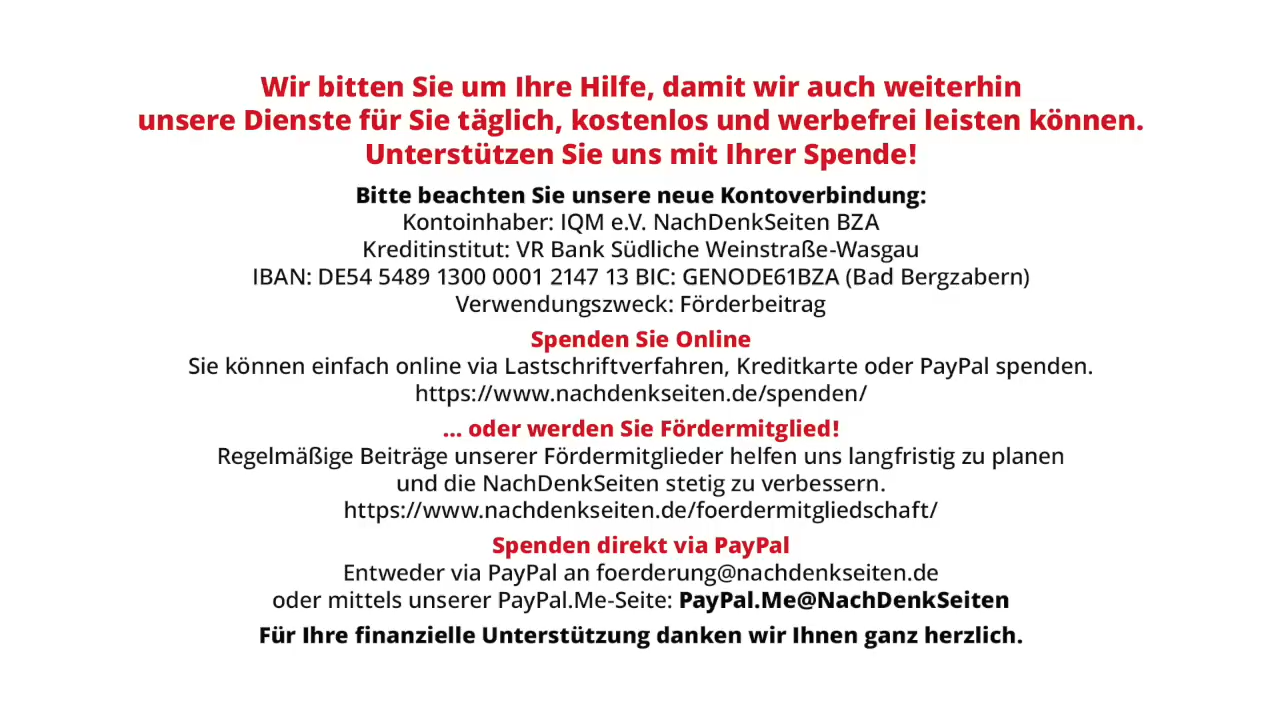 Wir bitten Sie um Ihre Hilfe, damit wir auch weiterhin
unsere Dienste für Sie täglich, kostenlos und werbefrei leisten können.
Unterstützen Sie uns mit Ihrer Spende!
Bitte beachten Sie unsere neue Kontoverbindung:
Kontoinhaber: IQM e.V. NachDenkSeiten BZA
Kreditinstitut: VR Bank Südliche Weinstraße-Wasgau
IBAN: DE54 5489 1300 0001 2147 13 BIC: GENODE61BZA (Bad Bergzabern)
Verwendungszweck: Förderbeitrag
Spenden Sie Online
Sie können einfach online via Lastschriftverfahren, Kreditkarte oder PayPal spenden.
https://www.nachdenkseiten.de/spenden/
... oder werden Sie Fördermitglied!
Regelmäßige Beiträge unserer Fördermitglieder helfen uns langfristig zu planen
und die NachDenkSeiten stetig zu verbessern.
https://www.nachdenkseiten.de/foerdermitgliedschaft/
Spenden direkt via PayPal
Entweder via PayPal an foerderung@nachdenkseiten.de
oder mittels unserer PayPal.Me-Seite: PayPal.Me@NachDenkSeiten
Für Ihre finanzielle Unterstützung danken wir Ihnen ganz herzlich.